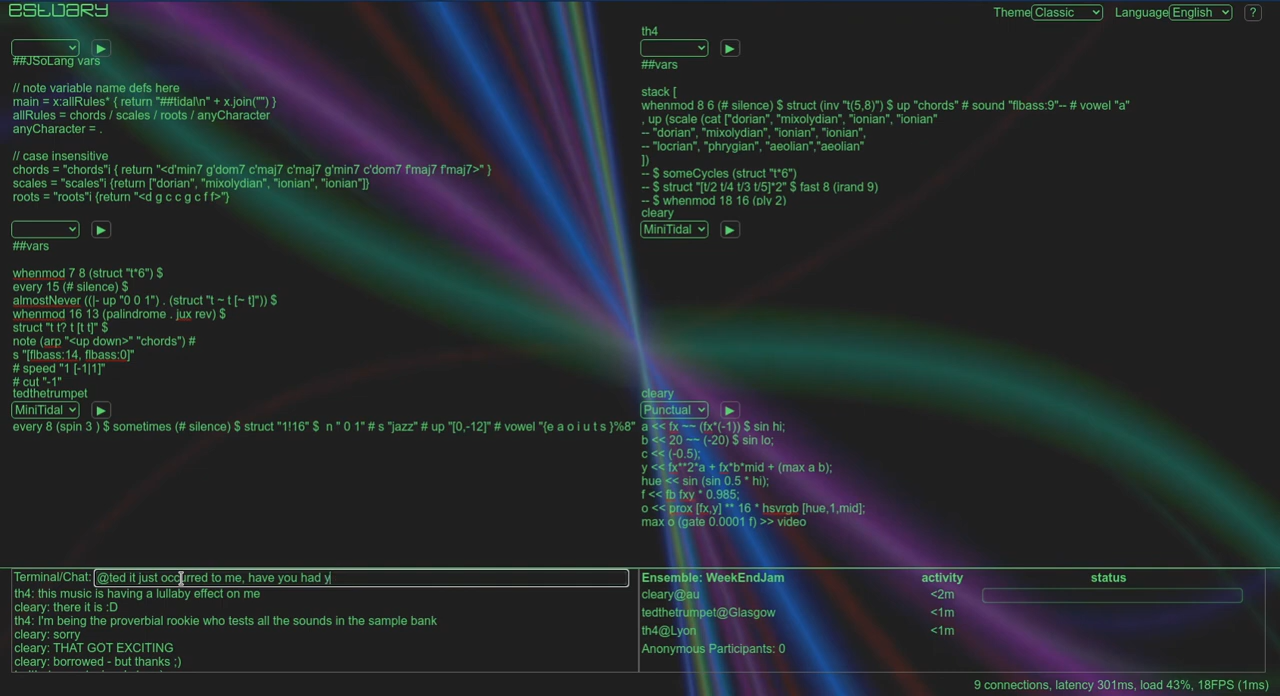 estuary
Theme Classic Language English ?
##JSoLang vars
// note variable name defs here
main = x:allRules* { return "##tidal\n" + x.join("") }
allRules = chords / scales / roots / anyCharacter
anyCharacter = .
// case insensitive
chords = "chords"i { return "<d'min7 g'dom7 c'maj7 c'maj7 g'min7 c'dom7 f'maj7 f'maj7>" }
scales = "scales"i {return ["dorian", "mixolydian", "ionian", "ionian"]}
roots = "roots"i {return "<d g c c g c f f>"}
th4
##vars
stack [
whenmod 8 6 (# silence) $ struct (inv "t(5,8)") $ up "chords" # sound "flbass:9"-- # vowel "a"
, up (scale (cat ["dorian", "mixolydian", "ionian", "ionian"
-- "dorian", "mixolydian", "ionian", "ionian",
-- "locrian", "phrygian", "aeolian","aeolian"
])
-- $ someCycles (struct "t*6")
-- $ struct "[t/2 t/4 t/3 t/5]*2" $ fast 8 (irand 9)
-- $ whenmod 18 16 (ply 2)
##vars
whenmod 7 8 (struct "t*6") $
every 15 (# silence) $
almostNever ((|- up "0 0 1") . (struct "t ~ t [~ t]")) $
whenmod 16 13 (palindrome . jux rev) $
struct "t t? t [t t]" $
note (arp "<up down>" "chords") #
s "[flbass:14, flbass:0]"
# speed "1 [-1|1]"
# cut "-1"
cleary
MiniTidal
tedthetrumpet
MiniTidal
every 8 (spin 3 ) $ sometimes (# silence) $ struct "1!16" $ n " 0 1" # s "jazz" # up "[0,-12]" # vowel "{e a o i u t s }%8"
cleary
Punctual
a << fx ~~ (fx*(-1)) $ sin hi;
b << 20 ~~ (-20) $ sin lo;
c << (-0.5);
y << fx**2*a + fx*b*mid + (max a b);
hue << sin (sin 0.5 * hi);
f << fb fxy * 0.985;
o << prox [fx,y] ** 16 * hsvrgb [hue,1,mid];
max o (gate 0.0001 f) >> video
Terminal/Chat: @ted it just occurred to me, have you had y
th4: this music is having a lullaby effect on me
cleary: there it is :D
th4: I'm being the proverbial rookie who tests all the sounds in the sample bank
cleary: sorry
cleary: THAT GOT EXCITING
cleary: borrowed - but thanks ;)
Ensemble: WeekEndJam activity status
cleary@au <2m
tedthetrumpet@Glasgow <1m
th4@Lyon <1m
Anonymous Participants: 0
9 connections, latency 301ms, load 43%, 18FPS (1ms)